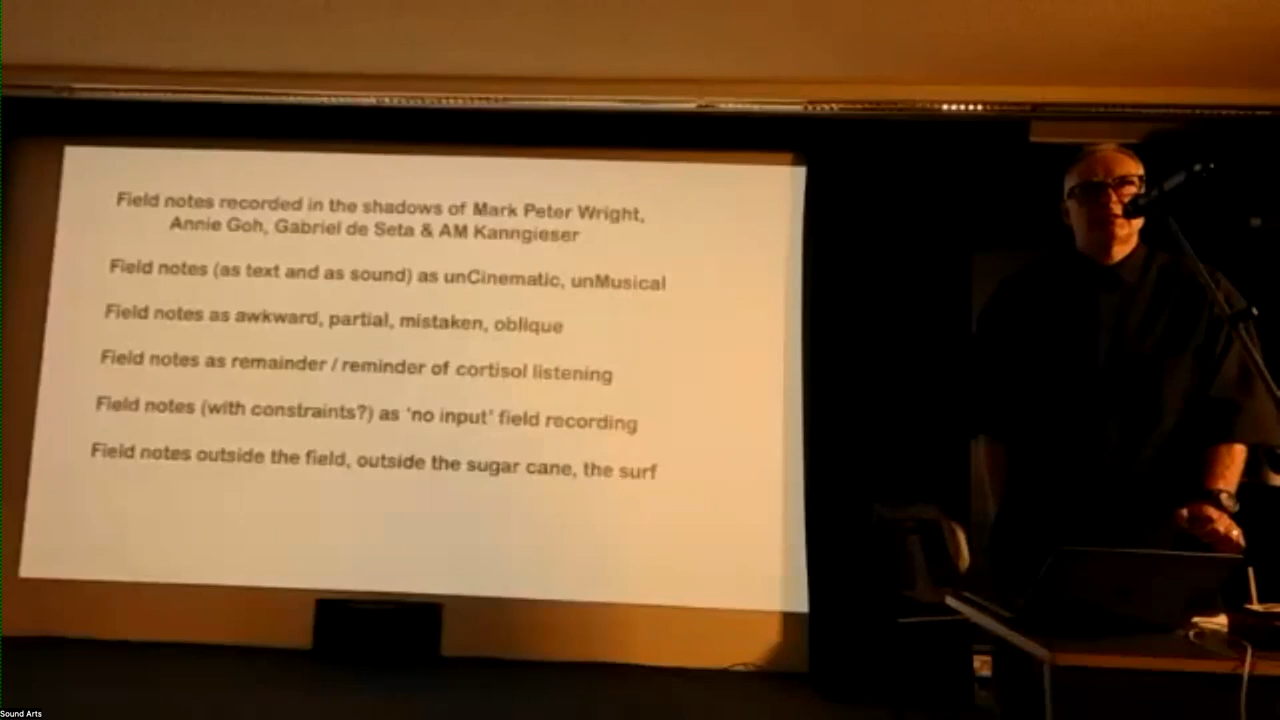 Field notes recorded in the shadows of Mark Peter Wright,
Annie Goh, Gabriel de Seta & AM Kanngieser
Field notes (as text and as sound) as unCinematic, unMusical
Field notes as awkward, partial, mistaken, oblique
Field notes as remainder / reminder of cortisol listening
Field notes (with constraints?) as 'no input' field recording
Field notes outside the field, outside the sugar cane, the surf
Sound Arts